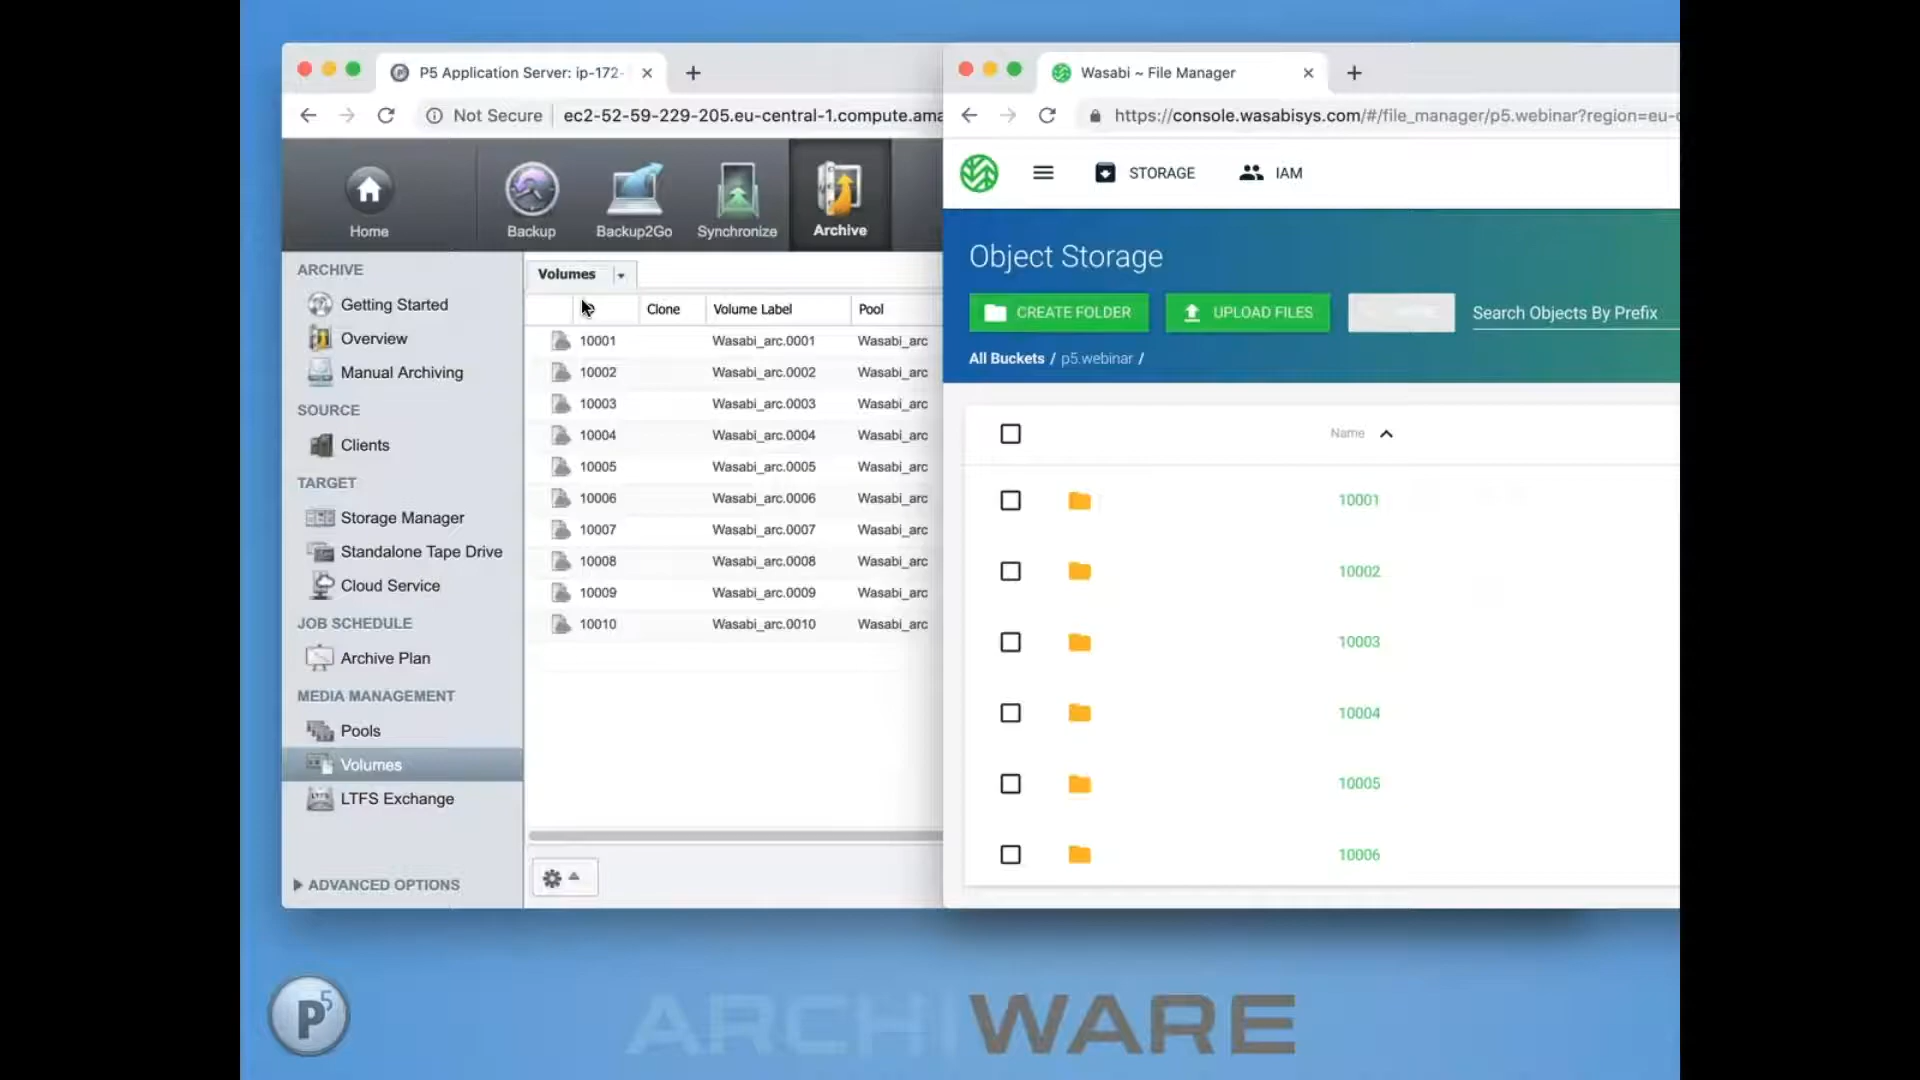 P5 Application Server: ip-172-
Not Secure
ec2-52-59-229-205.eu-central-1.compute.ama
Home
Backup
Backup2Go
Synchronize
Archive
ARCHIVE
Getting Started
Overview
Manual Archiving
SOURCE
Clients
TARGET
Storage Manager
Standalone Tape Drive
Cloud Service
JOB SCHEDULE
Archive Plan
MEDIA MANAGEMENT
Pools
Volumes
LTFS Exchange
ADVANCED OPTIONS
Volumes
Clone Volume Label Pool
10001 Wasabi_arc.0001 Wasabi_arc
10002 Wasabi_arc.0002 Wasabi_arc
10003 Wasabi_arc.0003 Wasabi_arc
10004 Wasabi_arc.0004 Wasabi_arc
10005 Wasabi_arc.0005 Wasabi_arc
10006 Wasabi_arc.0006 Wasabi_arc
10007 Wasabi_arc.0007 Wasabi_arc
10008 Wasabi_arc.0008 Wasabi_arc
10009 Wasabi_arc.0009 Wasabi_arc
10010 Wasabi_arc.0010 Wasabi_arc
Wasabi ~ File Manager
https://console.wasabisys.com/#/file_manager/p5.webinar?region=eu-c
STORAGE
IAM
Object Storage
CREATE FOLDER
UPLOAD FILES
Search Objects By Prefix
All Buckets / p5.webinar /
Name
10001
10002
10003
10004
10005
10006
P5
ARCHIWARE